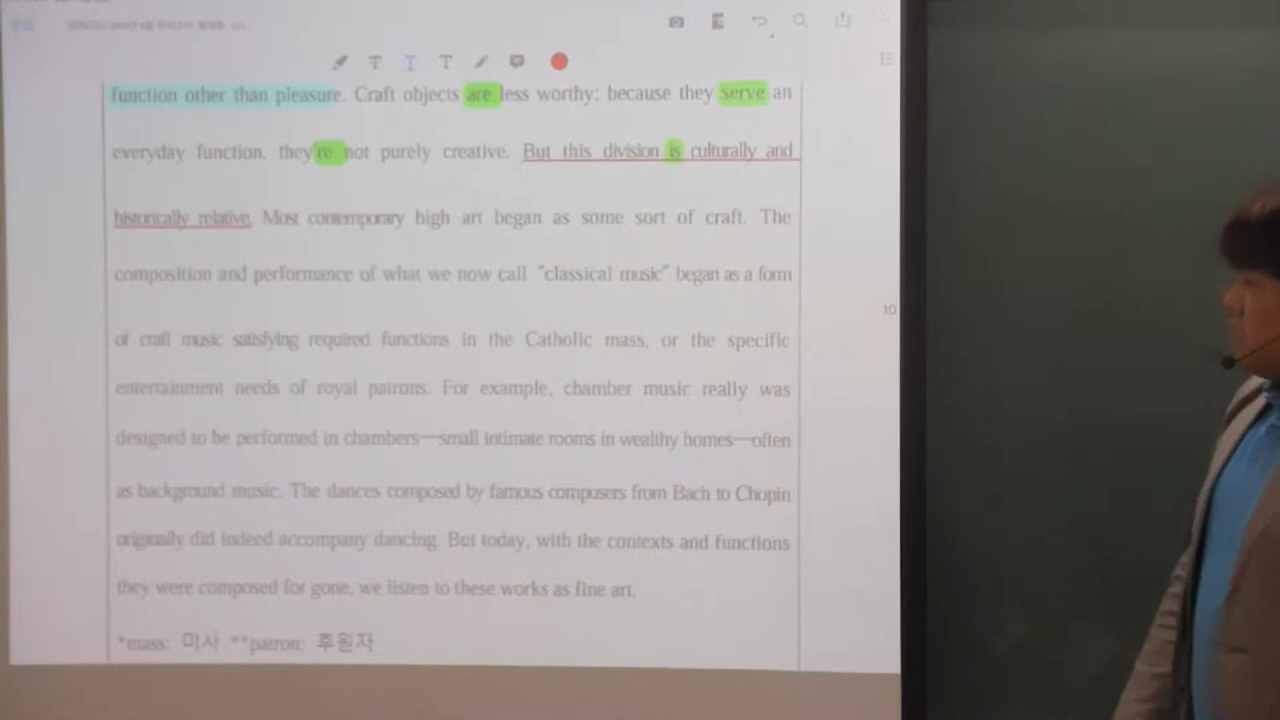 function other than pleasure. Craft objects are less worthy; because they serve an
everyday function, they're not purely creative. But this division is culturally and
historically relative. Most contemporary high art began as some sort of craft. The
composition and performance of what we now call "classical music" began as a form
of craft music satisfying required functions in the Catholic mass, or the specific
entertainment needs of royal patrons. For example, chamber music really was
designed to be performed in chambers—small intimate rooms in wealthy homes—often
as background music. The dances composed by famous composers from Bach to Chopin
originally did indeed accompany dancing. But today, with the contexts and functions
they were composed for gone, we listen to these works as fine art.
*mass: 미사 **patron: 후원자
10